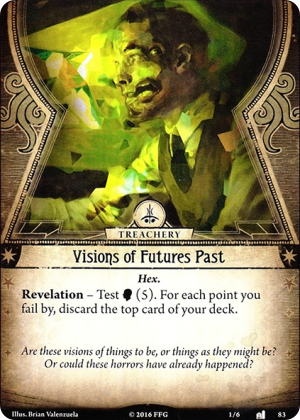 TREACHERY
Visions of Futures Past
Hex.
Revelation – Test (5). For each point you
fail by, discard the top card of your deck.
Are these visions of things to be, or things as they might be?
Or could these horrors have already happened?
Illus. Brian Valenzuela
© 2016 FFG
1/6
83